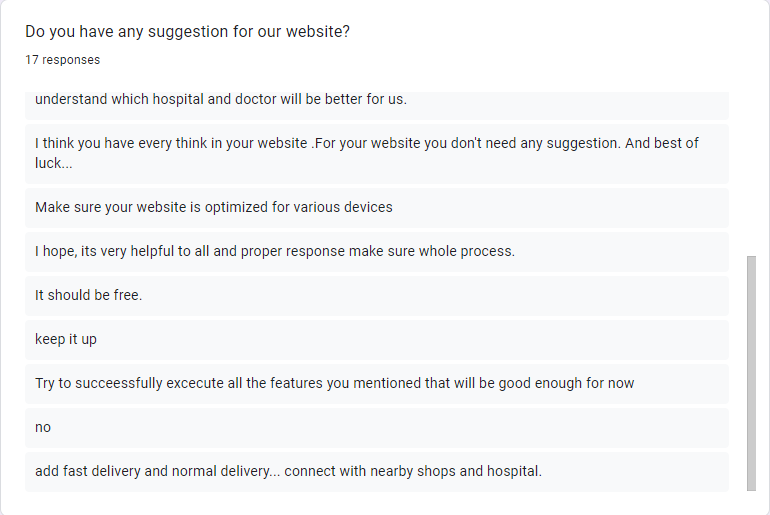 Do you have any suggestion for our website?
17 responses
understand which hospital and doctor will be better for us.
I think you have every think in your website .For your website you don't need any suggestion. And best of
luck...
Make sure your website is optimized for various devices
I hope, its very helpful to all and proper response make sure whole process.
It should be free.
keep it up
Try to succeessfully excecute all the features you mentioned that will be good enough for now
no
add fast delivery and normal delivery... connect with nearby shops and hospital.